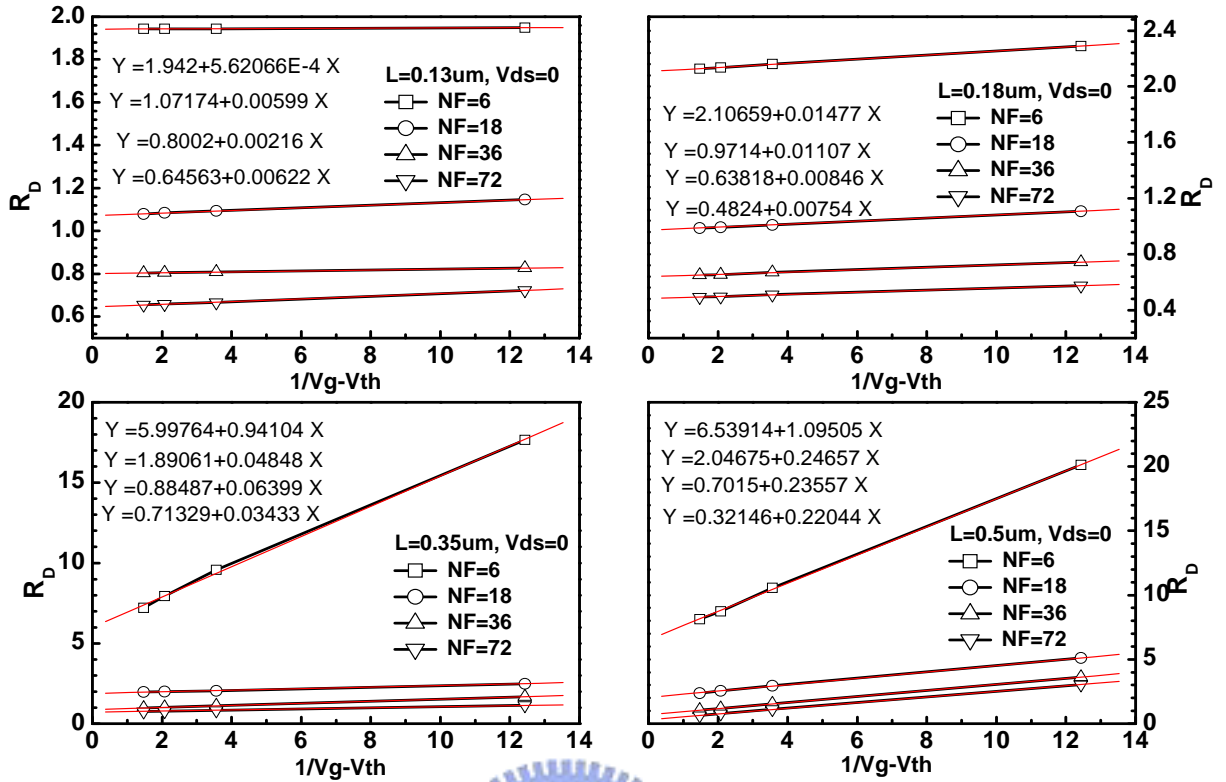 2.0
1.8
1.6
1.4
1.2
1.0
0.8
0.6
R_D
Y =1.942+5.62066E-4 X
Y =1.07174+0.00599 X
Y =0.8002+0.00216 X
Y =0.64563+0.00622 X
L=0.13um, Vds=0
NF=6
NF=18
NF=36
NF=72
0 2 4 6 8 10 12 14
1/Vg-Vth
Y =2.10659+0.01477 X
Y =0.9714+0.01107 X
Y =0.63818+0.00846 X
Y =0.4824+0.00754 X
L=0.18um, Vds=0
NF=6
NF=18
NF=36
NF=72
2.4
2.0
1.6
1.2
0.8
0.4
R_D
0 2 4 6 8 10 12 14
1/Vg-Vth
20
15
10
5
0
R_D
Y =5.99764+0.94104 X
Y =1.89061+0.04848 X
Y =0.88487+0.06399 X
Y =0.71329+0.03433 X
L=0.35um, Vds=0
NF=6
NF=18
NF=36
NF=72
0 2 4 6 8 10 12 14
1/Vg-Vth
Y =6.53914+1.09505 X
Y =2.04675+0.24657 X
Y =0.7015+0.23557 X
Y =0.32146+0.22044 X
L=0.5um, Vds=0
NF=6
NF=18
NF=36
NF=72
25
20
15
10
5
0
R_D
0 2 4 6 8 10 12 14
1/Vg-Vth